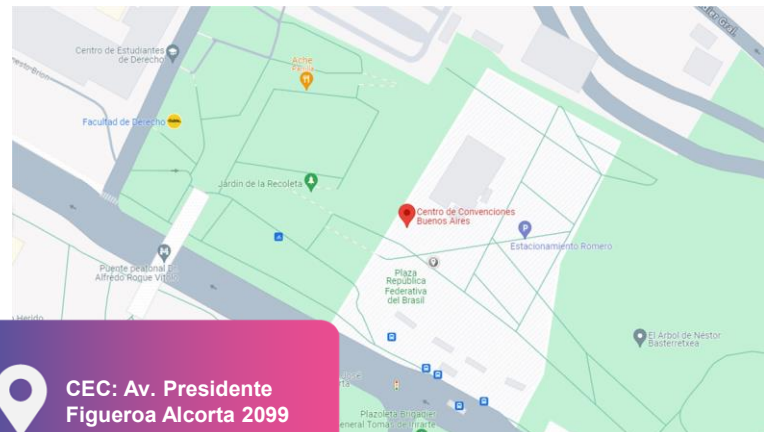 Centro de Estudiantes
de Derecho
Facultad de Derecho
Jardín de la Recoleta
Centro de Convenciones
Buenos Aires
P
Estacionamiento Romero
Puente peatonal
Alfredo Roque
Plaza
República
Federativa
del Brasil
El Árbol de Néstor
Basterretxea
Plazoleta Brigadier
General Tomás de Iriarte
CEC: Av. Presidente
Figueroa Alcorta 2099